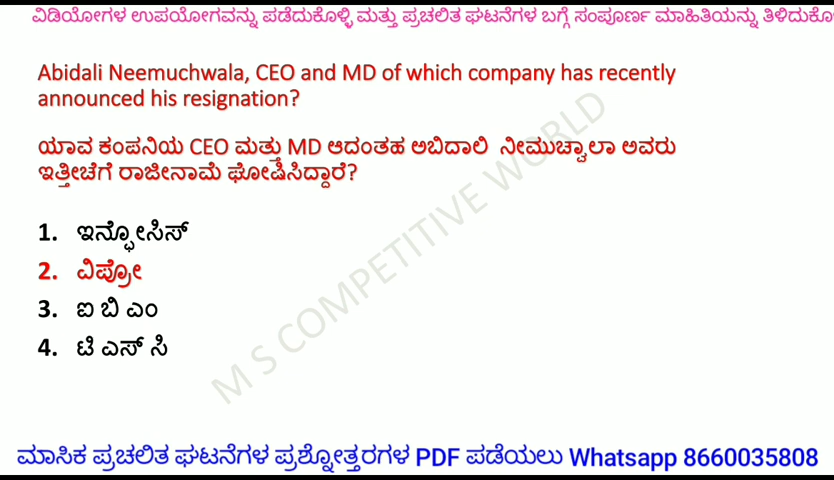 ವಿಡಿಯೋಗಳ ಉಪಯೋಗವನ್ನು ಪಡೆದುಕೊಳ್ಳಿ ಮತ್ತು ಪ್ರಚಲಿತ ಘಟನೆಗಳ ಬಗ್ಗೆ ಸಂಪೂರ್ಣ ಮಾಹಿತಿಯನ್ನು ತಿಳಿದುಕೊ
Abidali Neemuchwala, CEO and MD of which company has recently
announced his resignation?
ಯಾವ ಕಂಪನಿಯ CEO ಮತ್ತು MD ಆದಂತಹ ಅಬಿದಾಲಿ ನೀಮುಚ್ವಾಲಾ ಅವರು
ಇತ್ತೀಚೆಗೆ ರಾಜೀನಾಮೆ ಘೋಷಿಸಿದ್ದಾರೆ?
1. ಇನ್ಫೋಸಿಸ್
2. ವಿಪ್ರೋ
3. ಐ ಬಿ ಎಂ
4. ಟಿ ಎಸ್ ಸಿ
M S COMPETITIVE WORLD
ಮಾಸಿಕ ಪ್ರಚಲಿತ ಘಟನೆಗಳ ಪ್ರಶ್ನೋತ್ತರಗಳ PDF ಪಡೆಯಲು Whatsapp 8660035808